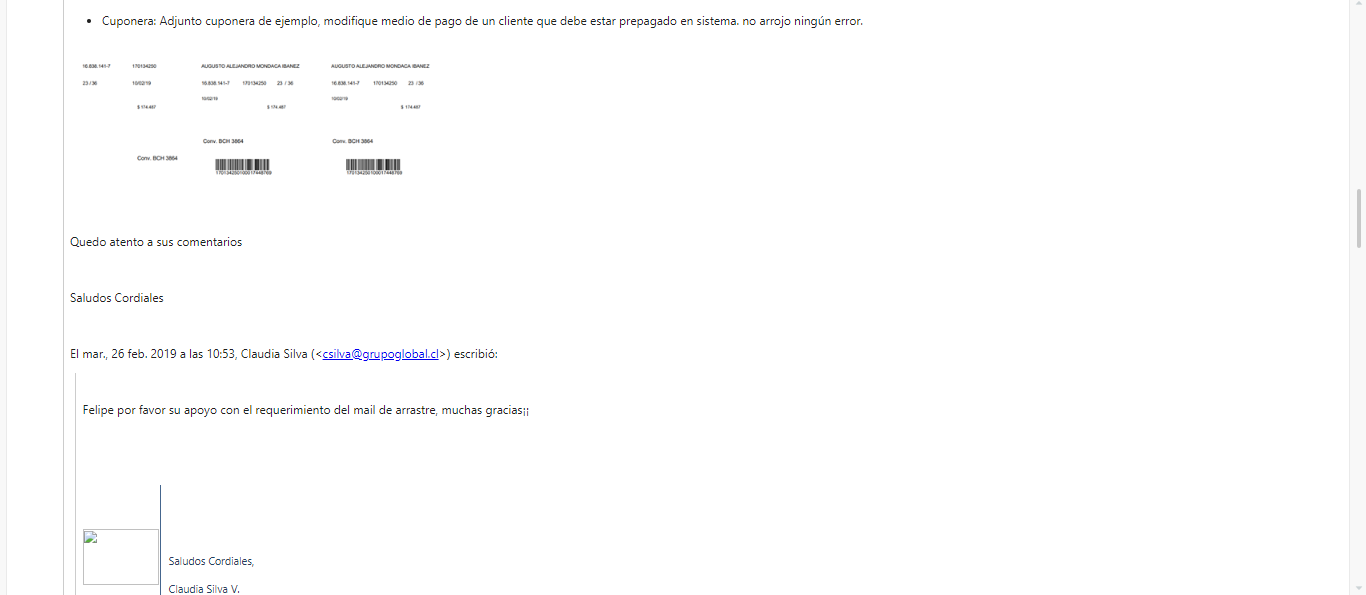 Cuponera: Adjunto cuponera de ejemplo, modifique medio de pago de un cliente que debe estar prepagado en sistema. no arrojo ningún error.
16.838.141-7 170134250 AUGUSTO ALEJANDRO MONDACA IBANEZ AUGUSTO ALEJANDRO MONDACA IBANEZ
23 / 36 10/02/19 16.838.141-7 170134250 23 / 36 16.838.141-7 170134250 23 / 36
10/02/19 10/02/19
$ 174.487 $ 174.487 $ 174.487
Conv. BCH 3864 Conv. BCH 3864
Conv. BCH 3864
Quedo atento a sus comentarios
Saludos Cordiales
El mar., 26 feb. 2019 a las 10:53, Claudia Silva (<csilva@grupoglobal.cl>) escribió:
Felipe por favor su apoyo con el requerimiento del mail de arrastre, muchas gracias¡¡
Saludos Cordiales,
Claudia Silva V.